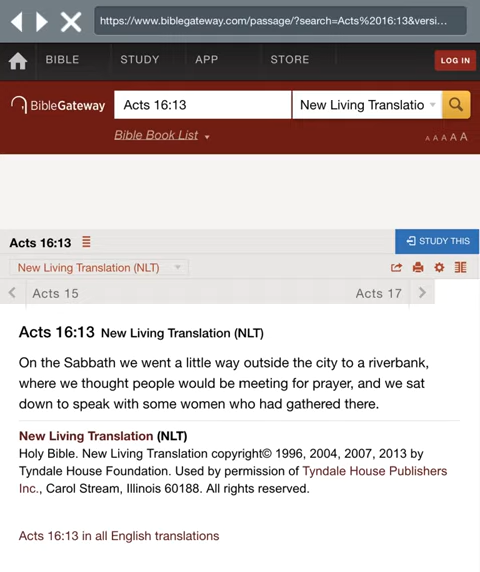 https://www.biblegateway.com/passage/?search=Acts%2016:13&versi...
BIBLE STUDY APP STORE LOG IN
BibleGateway Acts 16:13 New Living Translatio
Bible Book List
A A A A A
Acts 16:13 STUDY THIS
New Living Translation (NLT)
Acts 15 Acts 17
Acts 16:13 New Living Translation (NLT)
On the Sabbath we went a little way outside the city to a riverbank,
where we thought people would be meeting for prayer, and we sat
down to speak with some women who had gathered there.
New Living Translation (NLT)
Holy Bible. New Living Translation copyright© 1996, 2004, 2007, 2013 by
Tyndale House Foundation. Used by permission of Tyndale House Publishers
Inc., Carol Stream, Illinois 60188. All rights reserved.
Acts 16:13 in all English translations